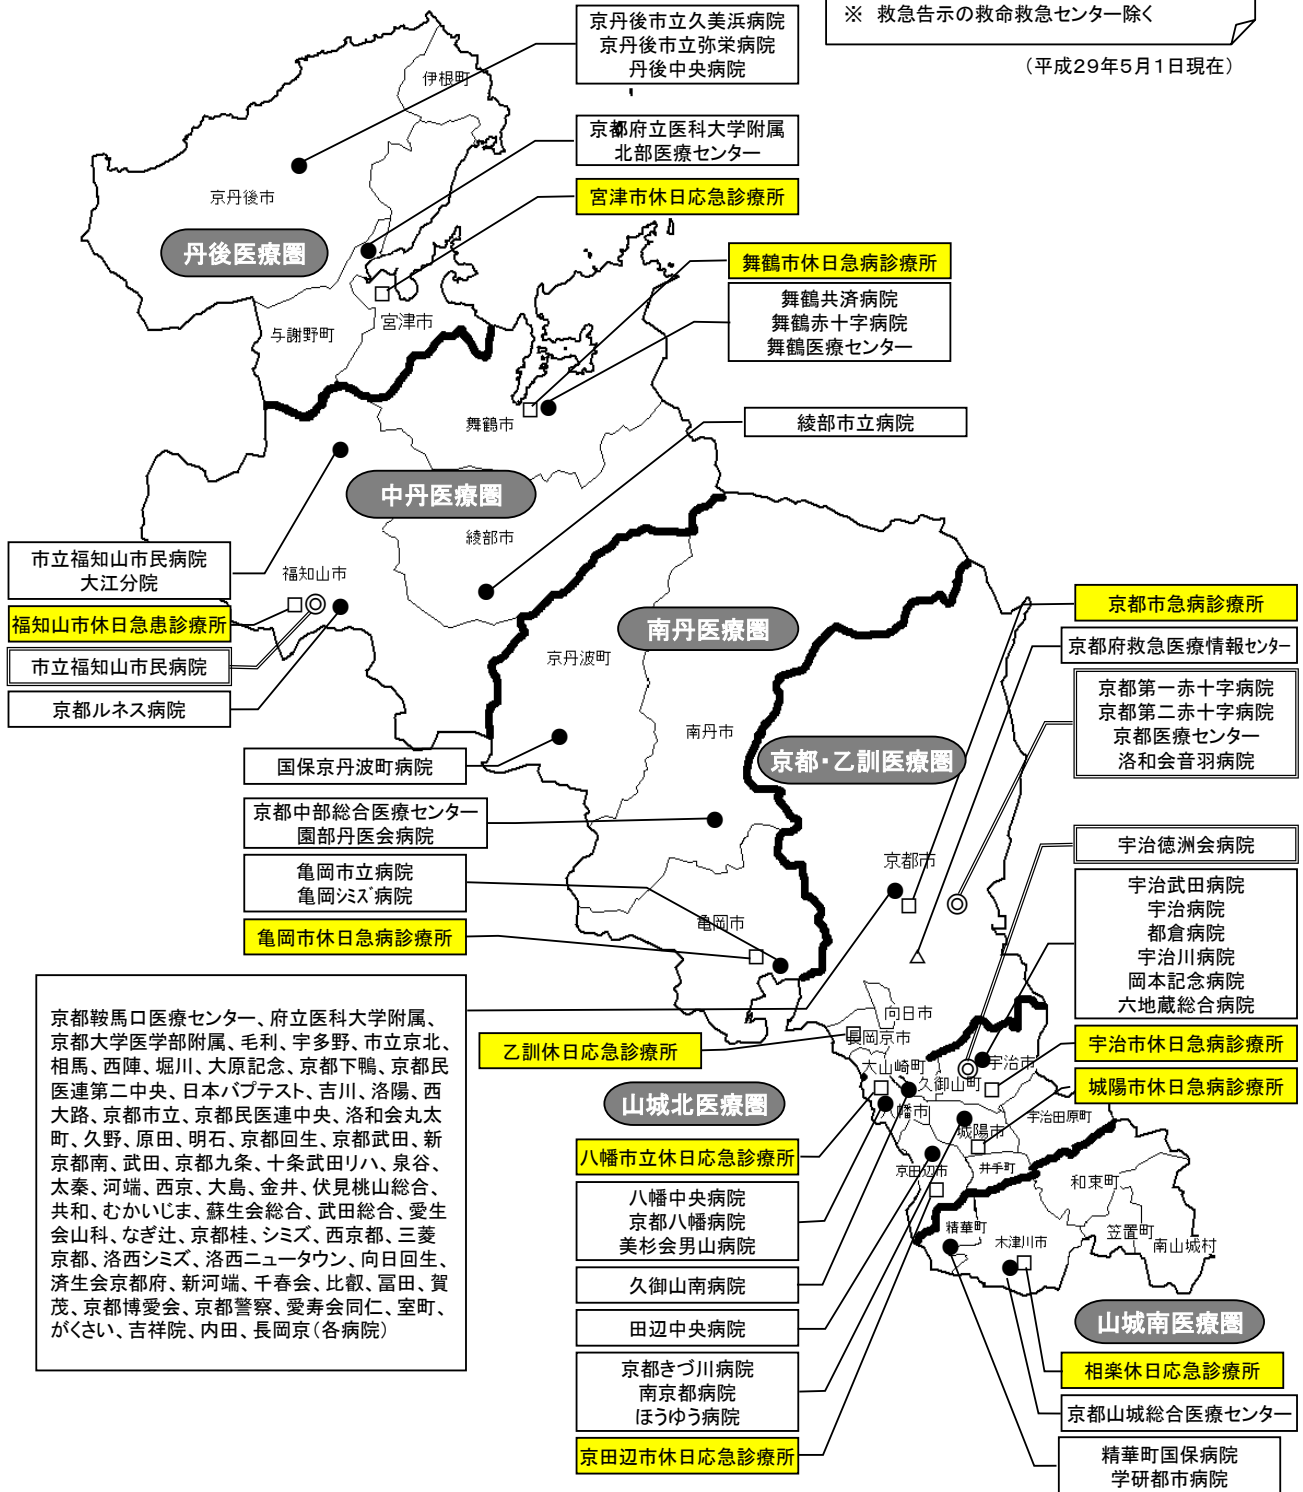 ※ 救急告示の救命救急センター除く
（平成29年5月1日現在）
京丹後市立久美浜病院
京丹後市立弥栄病院
丹後中央病院
伊根町
京都府立医科大学附属
北部医療センター
宮津市休日応急診療所
京丹後市
丹後医療圏
舞鶴市休日急病診療所
舞鶴共済病院
舞鶴赤十字病院
舞鶴医療センター
宮津市
与謝野町
舞鶴市
綾部市立病院
中丹医療圏
綾部市
市立福知山市民病院
大江分院
福知山市
福知山市休日急患診療所
市立福知山市民病院
京都ルネス病院
南丹医療圏
京丹波町
南丹市
京都市急病診療所
京都府救急医療情報センター
京都第一赤十字病院
京都第二赤十字病院
京都医療センター
洛和会音羽病院
京都・乙訓医療圏
国保京丹波町病院
京都中部総合医療センター
園部丹医会病院
亀岡市立病院
亀岡シミズ病院
亀岡市休日急病診療所
亀岡市
京都市
宇治徳洲会病院
宇治武田病院
宇治病院
都倉病院
宇治川病院
岡本記念病院
六地蔵総合病院
宇治市休日急病診療所
城陽市休日急病診療所
京都鞍馬口医療センター、府立医科大学附属、
京都大学医学部附属、毛利、宇多野、市立京北、
相馬、西陣、堀川、大原記念、京都下鴨、京都民
医連第二中央、日本バプテスト、吉川、洛陽、西
大路、京都市立、京都民医連中央、洛和会丸太
町、久野、原田、明石、京都回生、京都武田、新
京都南、武田、京都九条、十条武田リハ、泉谷、
太秦、河端、西京、大島、金井、伏見桃山総合、
共和、むかいじま、蘇生会総合、武田総合、愛生
会山科、なぎ辻、京都桂、シミズ、西京都、三菱
京都、洛西シミズ、洛西ニュータウン、向日回生、
済生会京都府、新河端、千春会、比叡、冨田、賀
茂、京都博愛会、京都警察、愛寿会同仁、室町、
がくさい、吉祥院、内田、長岡京（各病院）
乙訓休日応急診療所
向日市
長岡京市
大山崎町
久御山町
宇治市
八幡市
城陽市
宇治田原町
京田辺市
井手町
和束町
精華町
木津川市
笠置町
南山城村
山城北医療圏
八幡市立休日応急診療所
八幡中央病院
京都八幡病院
美杉会男山病院
久御山南病院
田辺中央病院
京都きづ川病院
南京都病院
ほうゆう病院
京田辺市休日応急診療所
山城南医療圏
相楽休日応急診療所
京都山城総合医療センター
精華町国保病院
学研都市病院